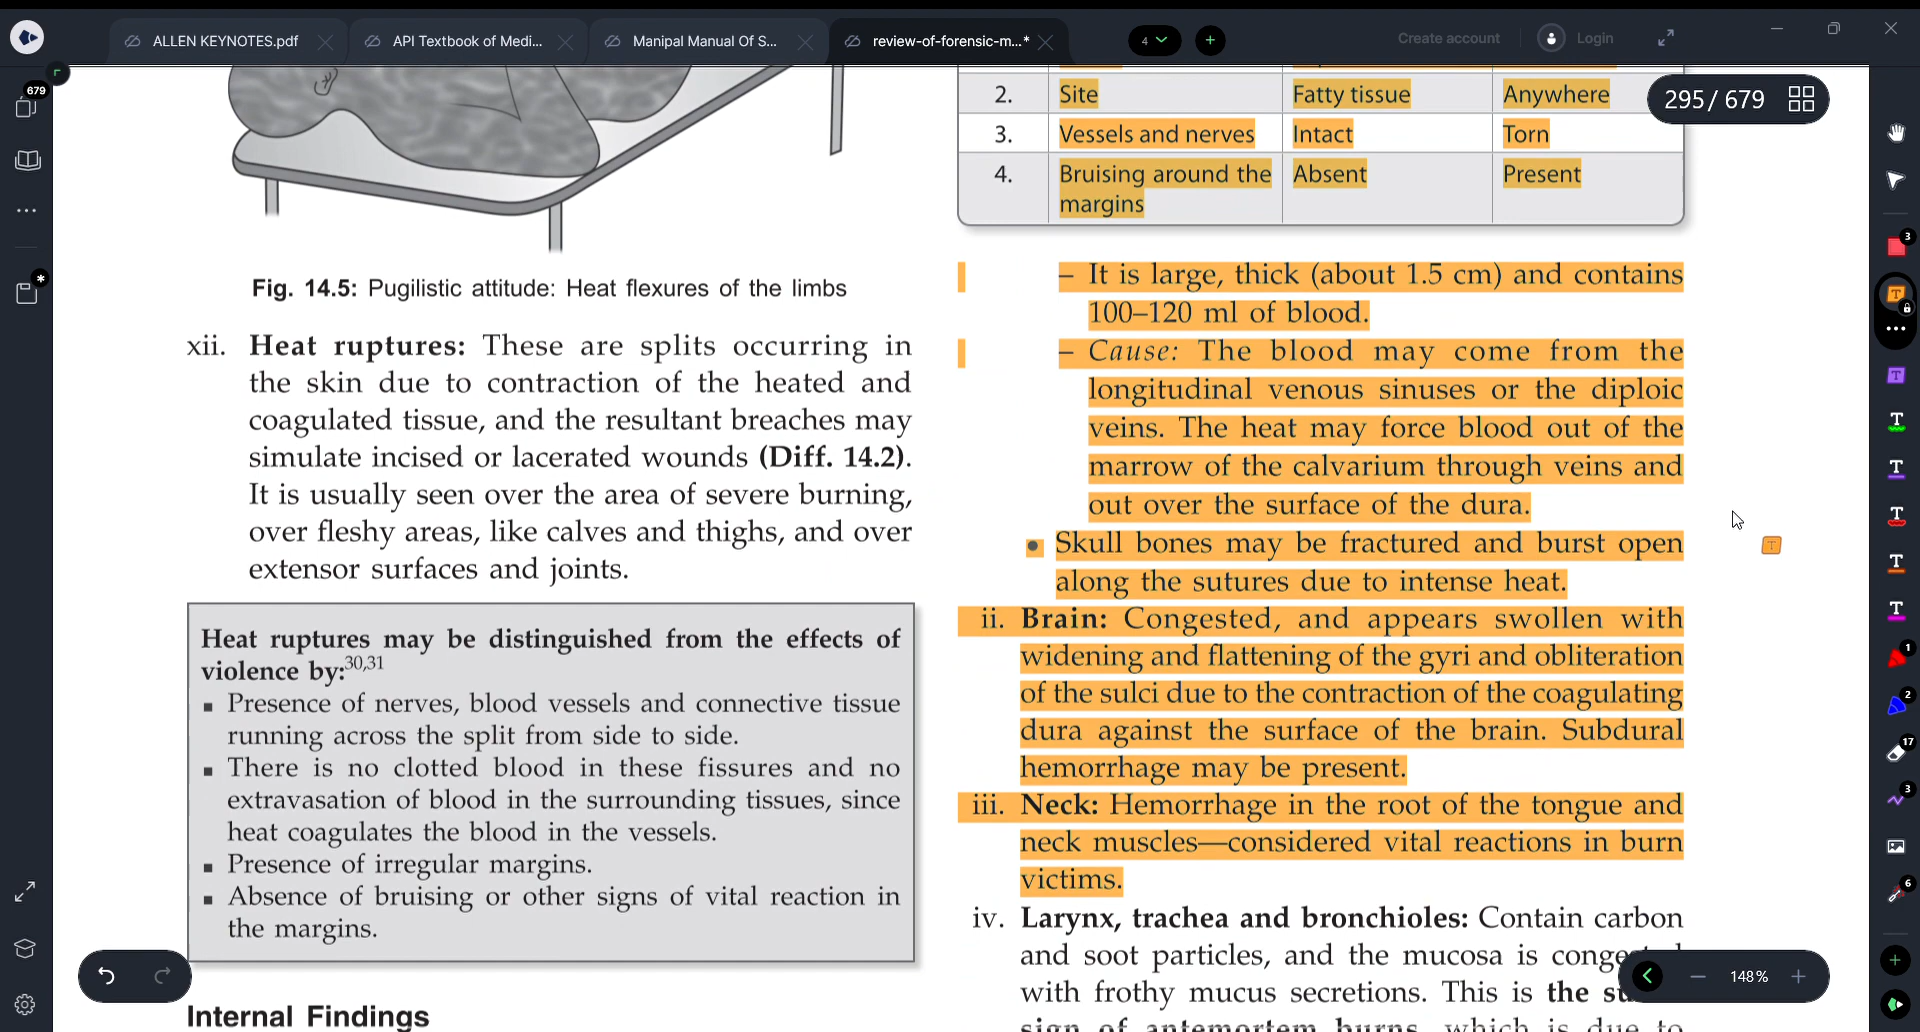 ALLEN KEYNOTES.pdf
API Textbook of Medi...
Manipal Manual Of S...
review-of-forensic-m...*
4
Create account
Login
679
295/ 679
Fig. 14.5: Pugilistic attitude: Heat flexures of the limbs
xii. Heat ruptures: These are splits occurring in
the skin due to contraction of the heated and
coagulated tissue, and the resultant breaches may
simulate incised or lacerated wounds (Diff. 14.2).
It is usually seen over the area of severe burning,
over fleshy areas, like calves and thighs, and over
extensor surfaces and joints.
Heat ruptures may be distinguished from the effects of
violence by:30,31
▪ Presence of nerves, blood vessels and connective tissue
running across the split from side to side.
▪ There is no clotted blood in these fissures and no
extravasation of blood in the surrounding tissues, since
heat coagulates the blood in the vessels.
▪ Presence of irregular margins.
▪ Absence of bruising or other signs of vital reaction in
the margins.
Internal Findings
2. Site Fatty tissue Anywhere
3. Vessels and nerves Intact Torn
4. Bruising around the Absent Present
margins
– It is large, thick (about 1.5 cm) and contains
100–120 ml of blood.
– Cause: The blood may come from the
longitudinal venous sinuses or the diploic
veins. The heat may force blood out of the
marrow of the calvarium through veins and
out over the surface of the dura.
• Skull bones may be fractured and burst open
along the sutures due to intense heat.
ii. Brain: Congested, and appears swollen with
widening and flattening of the gyri and obliteration
of the sulci due to the contraction of the coagulating
dura against the surface of the brain. Subdural
hemorrhage may be present.
iii. Neck: Hemorrhage in the root of the tongue and
neck muscles—considered vital reactions in burn
victims.
iv. Larynx, trachea and bronchioles: Contain carbon
and soot particles, and the mucosa is
with frothy mucus secretions. This is the
sign of antemortem burns, which is due to
148%
3
1
2
17
3
6